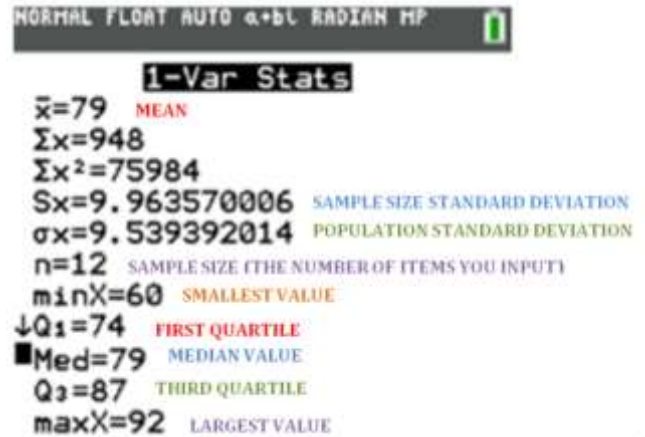 NORMAL FLOAT AUTO a+bi RADIAN MP
1-Var Stats
x̄=79 MEAN
Σx=948
Σx²=75984
Sx=9.963570006 SAMPLE SIZE STANDARD DEVIATION
σx=9.539392014 POPULATION STANDARD DEVIATION
n=12 SAMPLE SIZE (THE NUMBER OF ITEMS YOU INPUT)
minX=60 SMALLEST VALUE
↓Q₁=74 FIRST QUARTILE
Med=79 MEDIAN VALUE
Q₃=87 THIRD QUARTILE
maxX=92 LARGEST VALUE